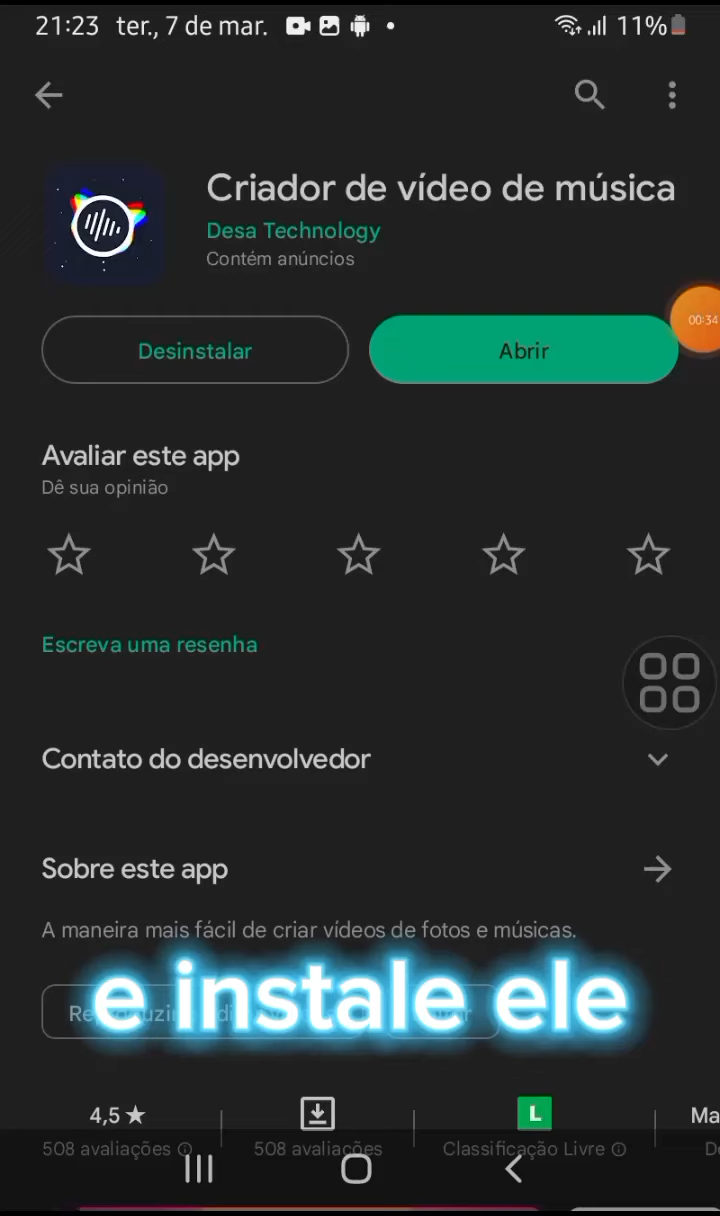 21:23 ter., 7 de mar. 11%
Criador de vídeo de música
Desa Technology
Contém anúncios
00:34
Desinstalar
Abrir
Avaliar este app
Dê sua opinião
Escreva uma resenha
Contato do desenvolvedor
Sobre este app
A maneira mais fácil de criar vídeos de fotos e músicas.
e instale ele
4,5 ★
L
Ma
508 avaliações
508 avaliações
Classificação Livre